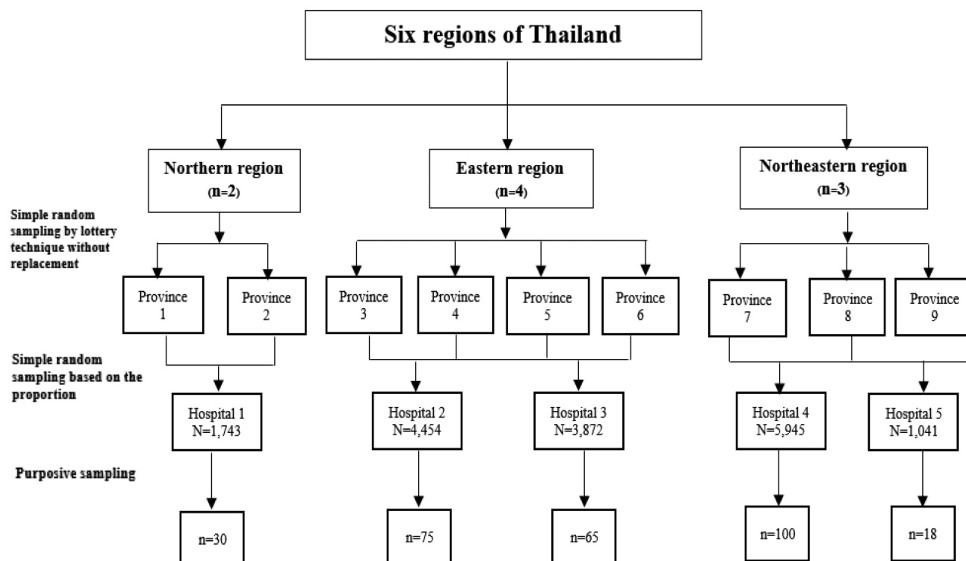 Six regions of Thailand
Northern region
(n=2)
Eastern region
(n=4)
Northeastern region
(n=3)
Simple random
sampling by lottery
technique without
replacement
Province
1
Province
2
Province
3
Province
4
Province
5
Province
6
Province
7
Province
8
Province
9
Simple random
sampling based on the
proportion
Hospital 1
N=1,743
Hospital 2
N=4,454
Hospital 3
N=3,872
Hospital 4
N=5,945
Hospital 5
N=1,041
Purposive sampling
n=30
n=75
n=65
n=100
n=18